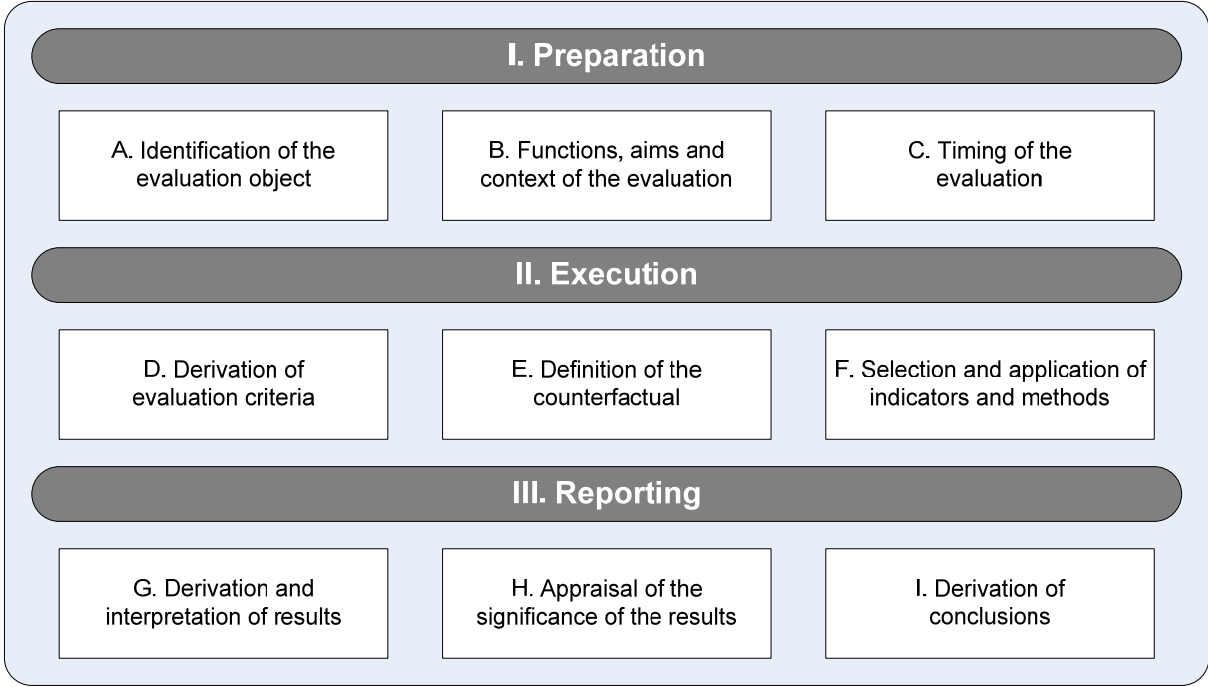 I. Preparation
A. Identification of the
evaluation object
B. Functions, aims and
context of the evaluation
C. Timing of the
evaluation
II. Execution
D. Derivation of
evaluation criteria
E. Definition of the
counterfactual
F. Selection and application of
indicators and methods
III. Reporting
G. Derivation and
interpretation of results
H. Appraisal of the
significance of the results
I. Derivation of
conclusions